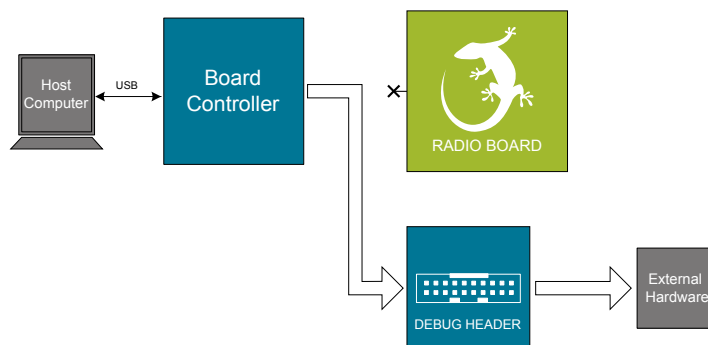 Host
Computer
USB
Board
Controller
RADIO BOARD
DEBUG HEADER
External
Hardware